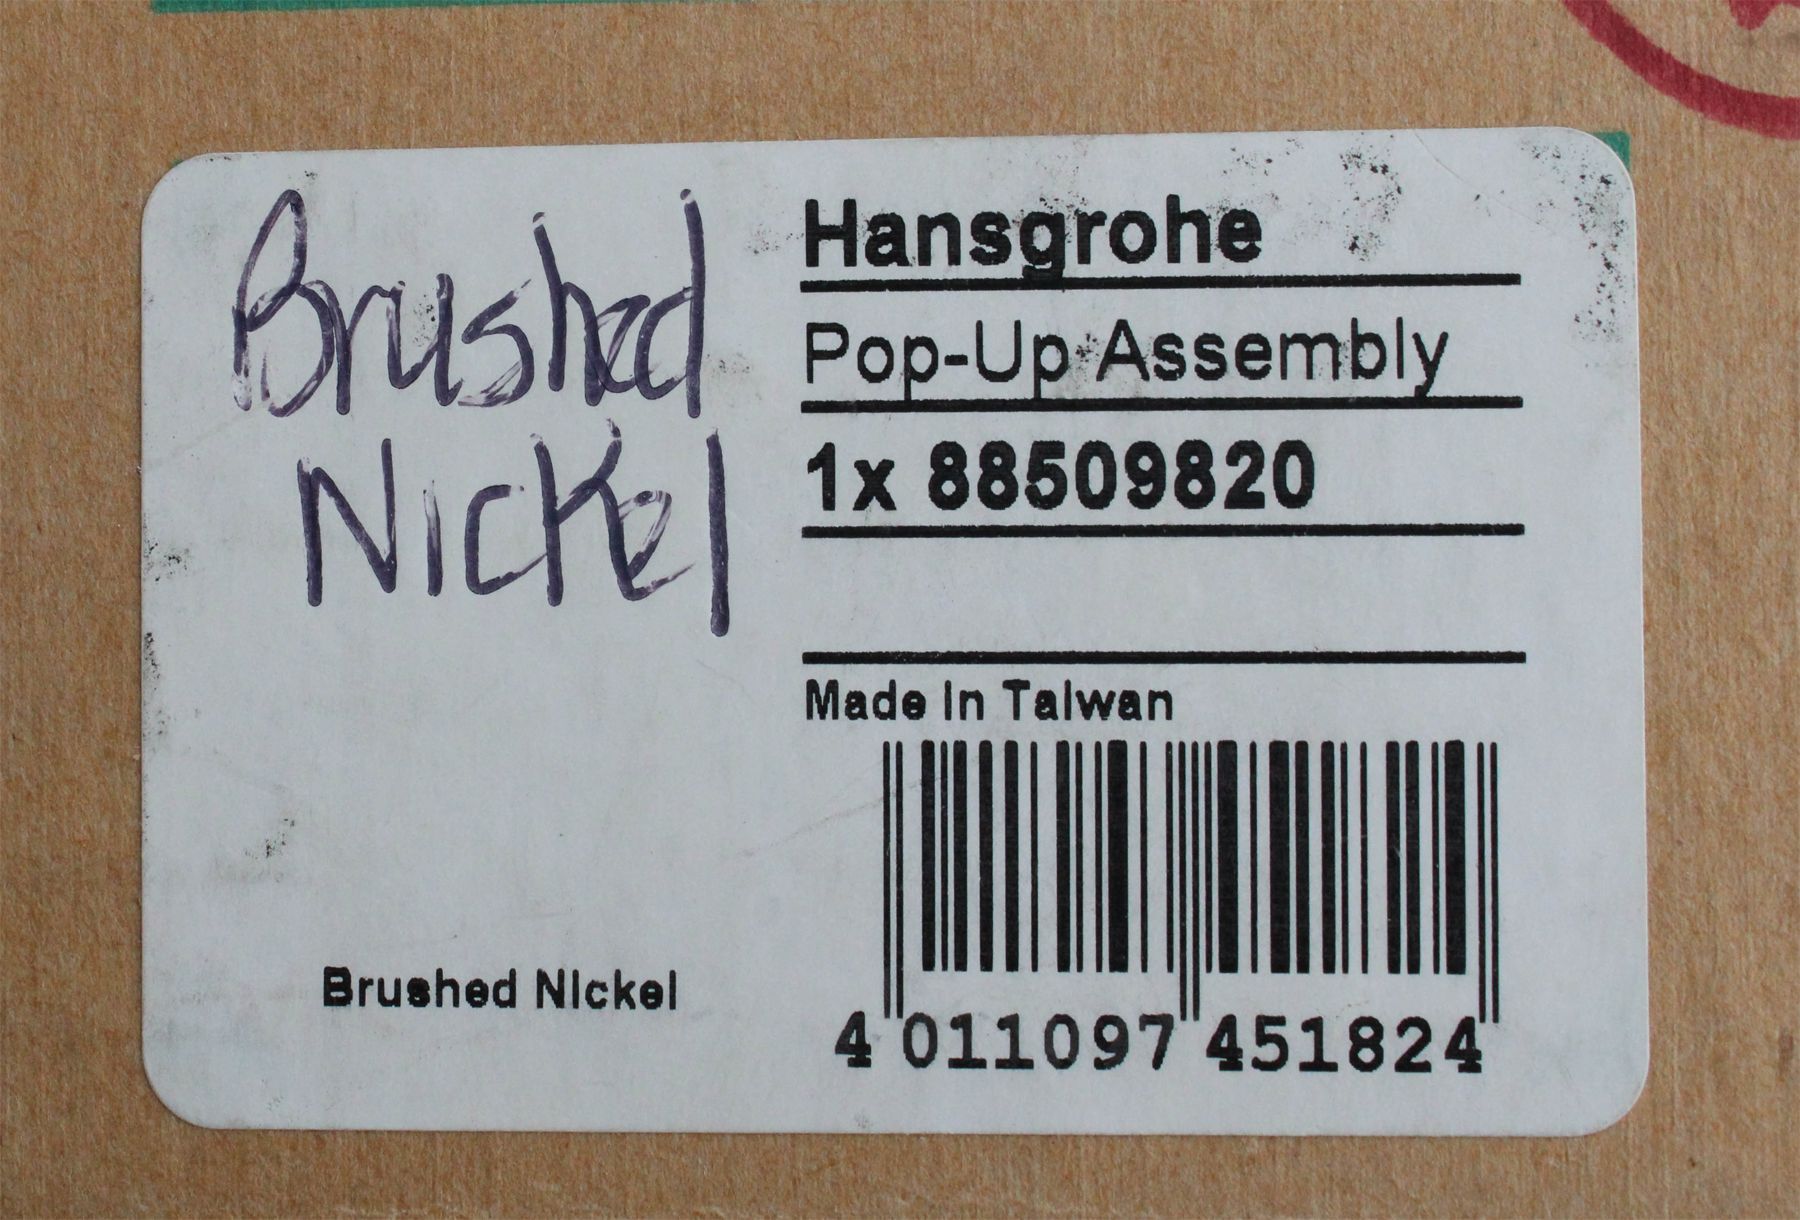 Brushed
Nickel
Hansgrohe
Pop-Up Assembly
1x 88509820
Made In Taiwan
Brushed Nickel
4 011097 451824